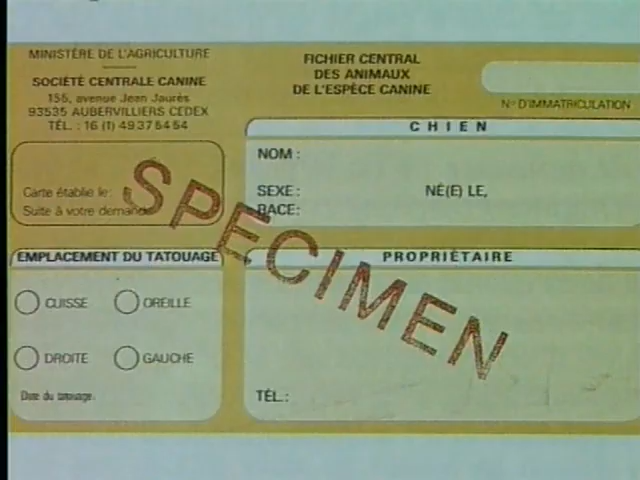 MINISTÈRE DE L'AGRICULTURE
SOCIÉTÉ CENTRALE CANINE
155, avenue Jean Jaurès
93535 AUBERVILLIERS CEDEX
TÉL. : 16 (1) 49 37 54 54
FICHIER CENTRAL
DES ANIMAUX
DE L'ESPÈCE CANINE
N° D'IMMATRICULATION
Carte établie le :
Suite à votre demande
CHIEN
NOM :
SEXE : NÉ(E) LE,
RACE:
SPECIMEN
EMPLACEMENT DU TATOUAGE
CUISSE OREILLE
DROITE GAUCHE
Date du tatouage:
PROPRIÉTAIRE
TÉL.: